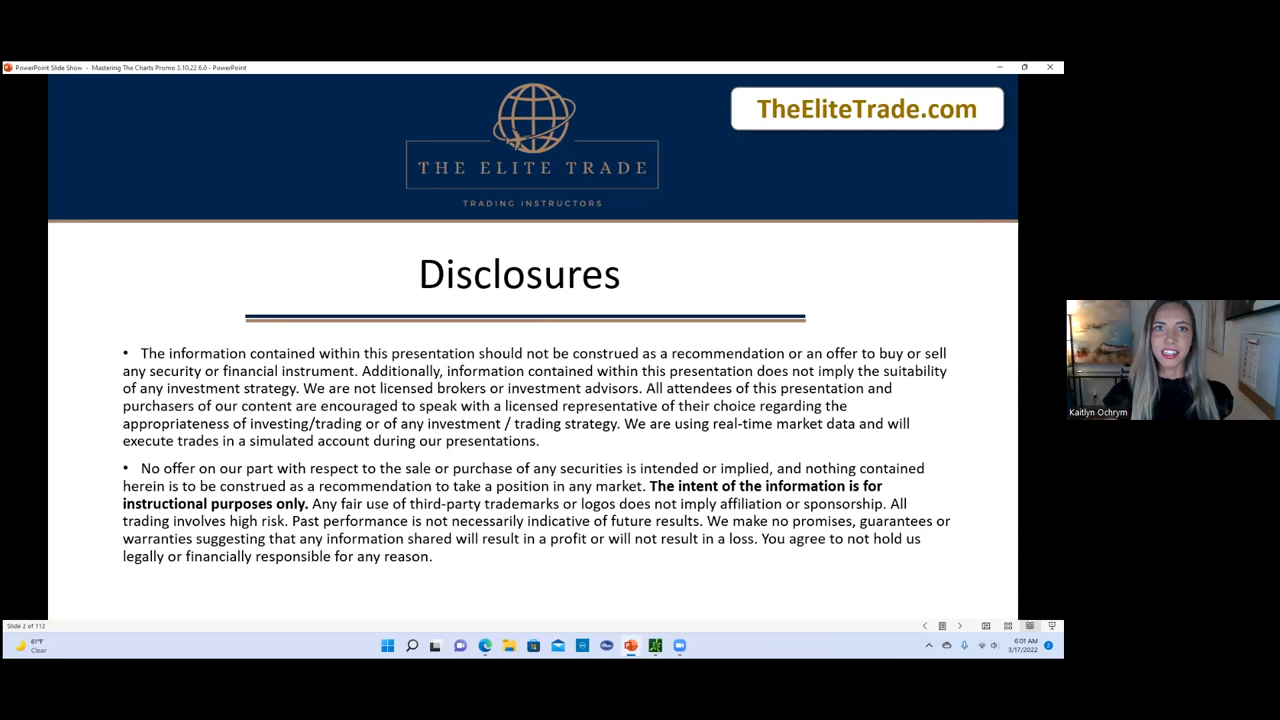 PowerPoint Slide Show - Mastering The Charts Promo 3.10.22 6.0 - PowerPoint
TheEliteTrade.com
THE ELITE TRADE
TRADING INSTRUCTORS
Disclosures
• The information contained within this presentation should not be construed as a recommendation or an offer to buy or sell
any security or financial instrument. Additionally, information contained within this presentation does not imply the suitability
of any investment strategy. We are not licensed brokers or investment advisors. All attendees of this presentation and
purchasers of our content are encouraged to speak with a licensed representative of their choice regarding the
appropriateness of investing/trading or of any investment / trading strategy. We are using real-time market data and will
execute trades in a simulated account during our presentations.
• No offer on our part with respect to the sale or purchase of any securities is intended or implied, and nothing contained
herein is to be construed as a recommendation to take a position in any market. The intent of the information is for
instructional purposes only. Any fair use of third-party trademarks or logos does not imply affiliation or sponsorship. All
trading involves high risk. Past performance is not necessarily indicative of future results. We make no promises, guarantees or
warranties suggesting that any information shared will result in a profit or will not result in a loss. You agree to not hold us
legally or financially responsible for any reason.
Kaitlyn Ochrym
Slide 2 of 112
61°F
Clear
6:01 AM
3/17/2022
2